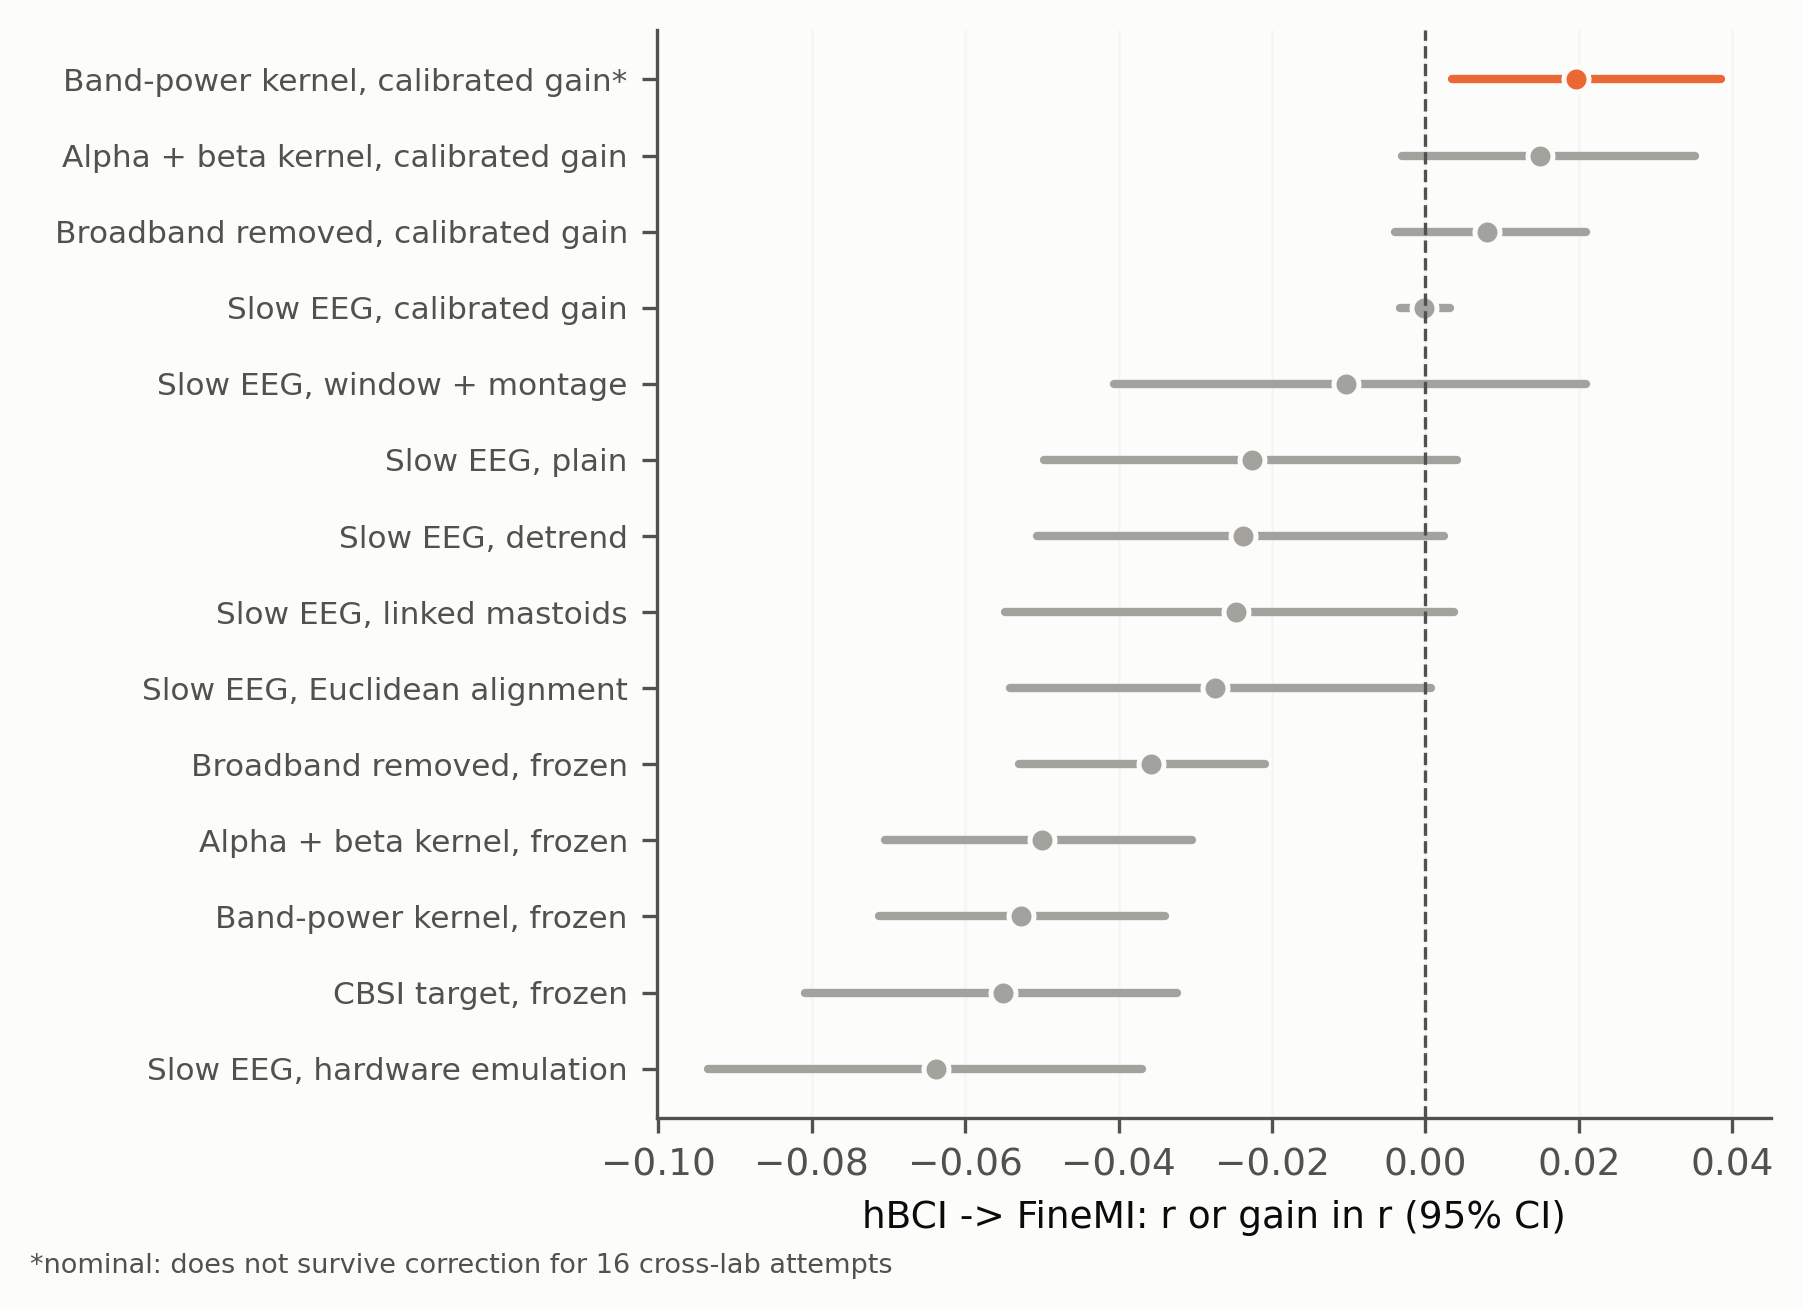 Band-power kernel, calibrated gain*
Alpha + beta kernel, calibrated gain
Broadband removed, calibrated gain
Slow EEG, calibrated gain
Slow EEG, window + montage
Slow EEG, plain
Slow EEG, detrend
Slow EEG, linked mastoids
Slow EEG, Euclidean alignment
Broadband removed, frozen
Alpha + beta kernel, frozen
Band-power kernel, frozen
CBSI target, frozen
Slow EEG, hardware emulation
−0.10 −0.08 −0.06 −0.04 −0.02 0.00 0.02 0.04
hBCI -> FineMI: r or gain in r (95% CI)
*nominal: does not survive correction for 16 cross-lab attempts